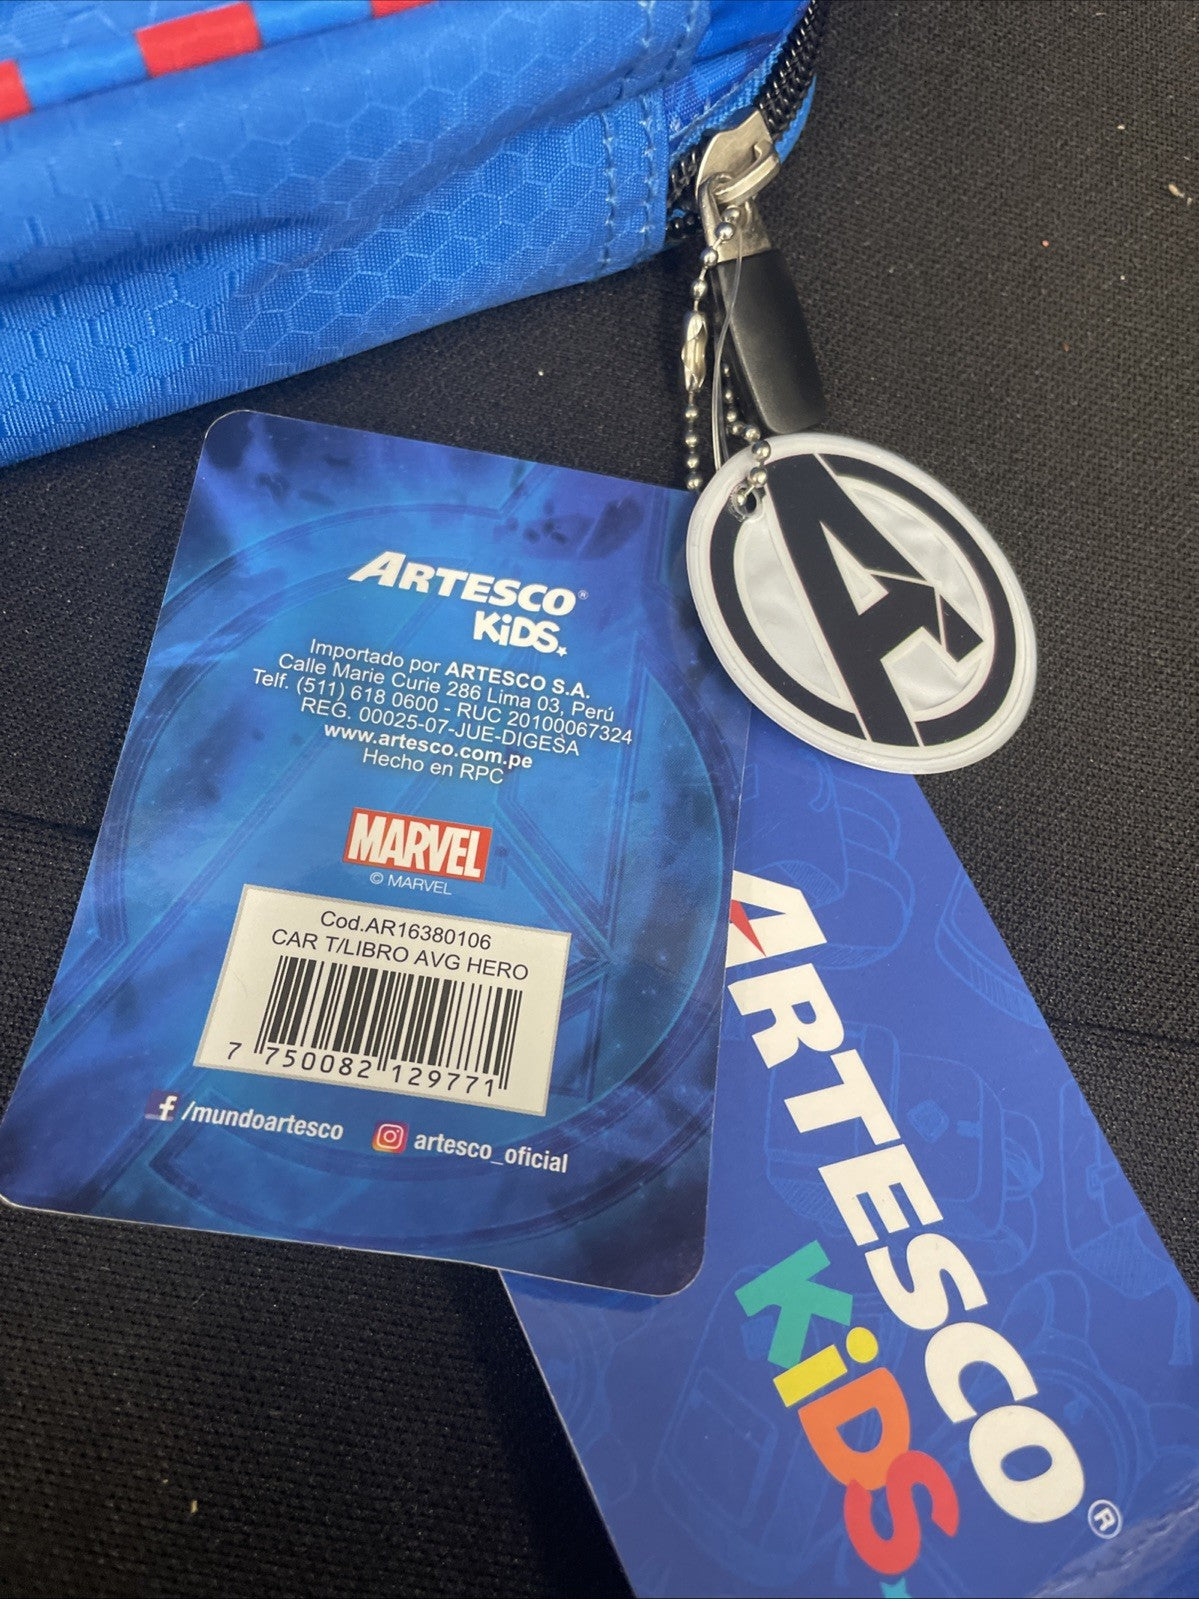 ARTESCO®
KiDS
Importado por ARTESCO S.A.
Calle Marie Curie 286 Lima 03, Perú
Telf. (511) 618 0600 - RUC 20100067324
REG. 00025-07-JUE-DIGESA
www.artesco.com.pe
Hecho en RPC
MARVEL
© MARVEL
Cod.AR16380106
CAR T/LIBRO AVG HERO
7 750082 129771
f /mundoartesco
artesco_oficial
A
ARTESCO®
KiDS